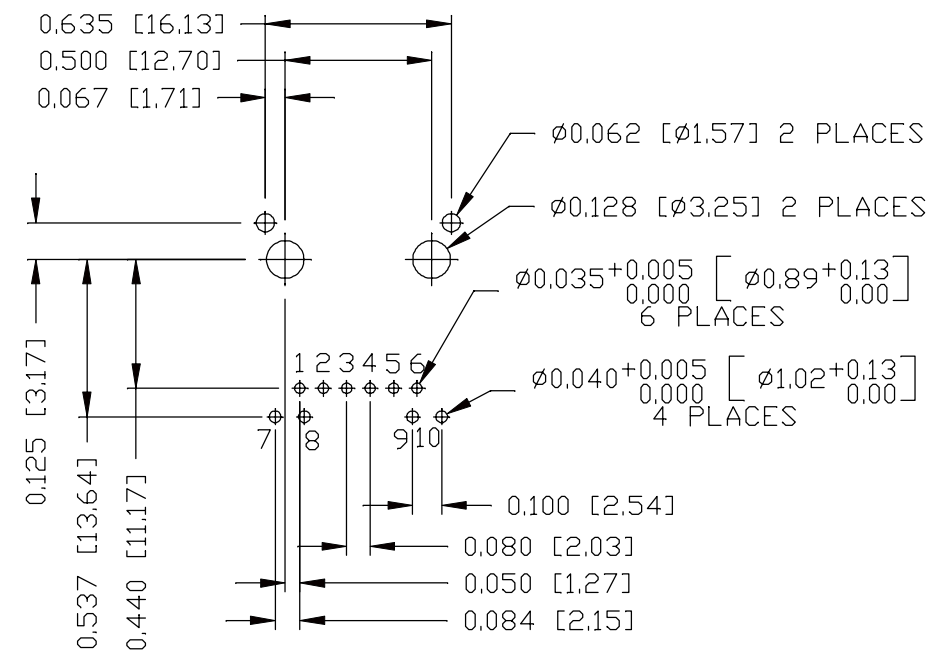 0.635 [16.13]
0.500 [12.70]
0.067 [1.71]
Ø0.062 [Ø1.57] 2 PLACES
Ø0.128 [Ø3.25] 2 PLACES
Ø0.035+0.005 [Ø0.89+0.13]
0.000 0.00
6 PLACES
1 2 3 4 5 6
Ø0.040+0.005 [Ø1.02+0.13]
0.000 0.00
4 PLACES
7 8 9 10
0.125 [3.17]
0.537 [13.64]
0.440 [11.17]
0.100 [2.54]
0.080 [2.03]
0.050 [1.27]
0.084 [2.15]